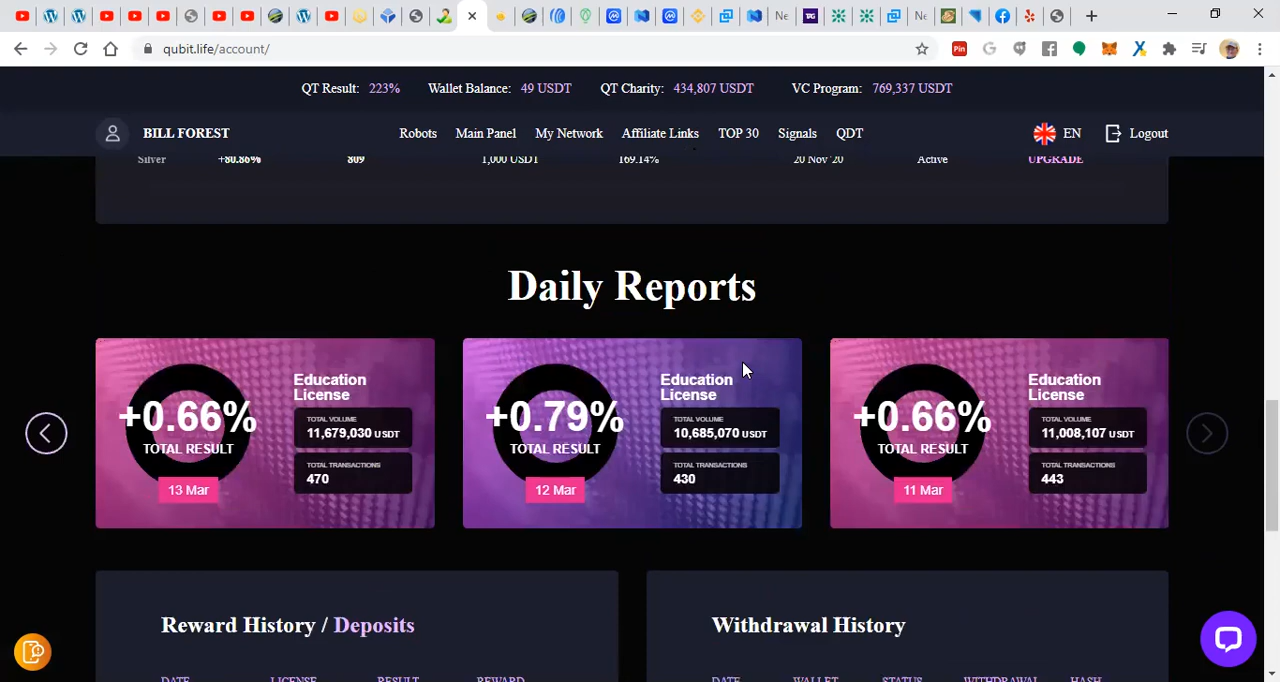 Ne
TG
Ne
qubit.life/account/
Pin
QT Result: 223% Wallet Balance: 49 USDT QT Charity: 434,807 USDT VC Program: 769,337 USDT
BILL FOREST Robots Main Panel My Network Affiliate Links TOP 30 Signals QDT EN Logout
Silver +80.86% 809 1,000 USDT 169.14% 20 Nov '20 Active UPGRADE
Daily Reports
+0.66%
TOTAL RESULT
13 Mar
Education
License
TOTAL VOLUME
11,679,030 USDT
TOTAL TRANSACTIONS
470
+0.79%
TOTAL RESULT
12 Mar
Education
License
TOTAL VOLUME
10,685,070 USDT
TOTAL TRANSACTIONS
430
+0.66%
TOTAL RESULT
11 Mar
Education
License
TOTAL VOLUME
11,008,107 USDT
TOTAL TRANSACTIONS
443
Reward History / Deposits
DATE LICENSE RESULT REWARD
Withdrawal History
DATE WALLET STATUS WITHDRAWAL HASH